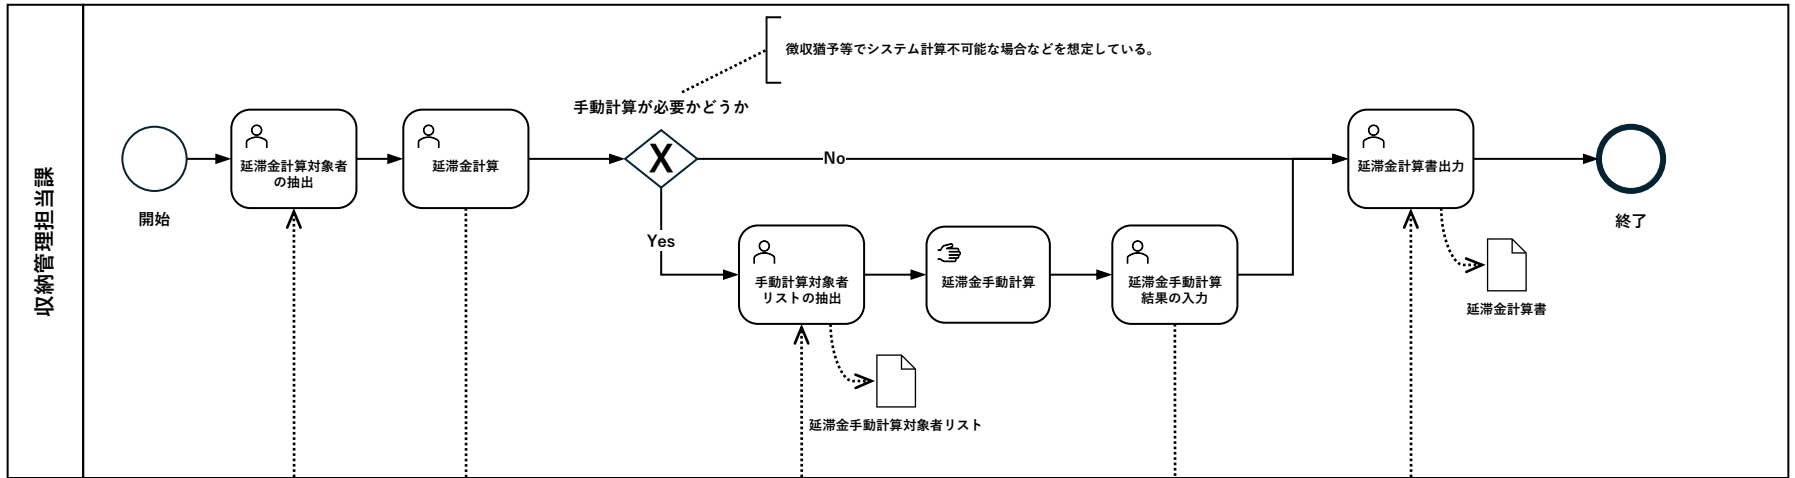 収納管理担当課
徴収猶予等でシステム計算不可能な場合などを想定している。
手動計算が必要かどうか
開始
延滞金計算対象者
の抽出
延滞金計算
X
No
Yes
手動計算対象者
リストの抽出
延滞金手動計算対象者リスト
延滞金手動計算
延滞金手動計算
結果の入力
延滞金計算書出力
延滞金計算書
終了